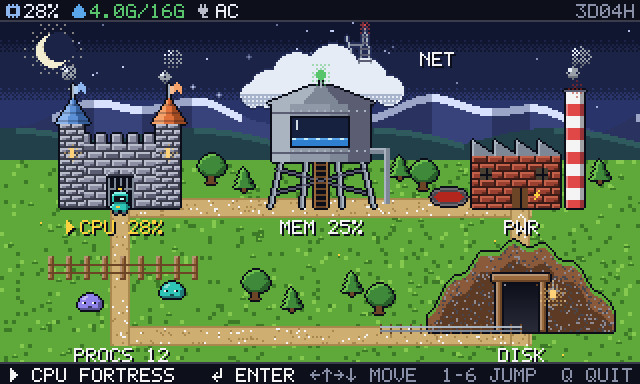 28% 4.0G/16G AC 3D04H
NET
CPU 28% MEM 25% PWR
PROCS 12 DISK
CPU FORTRESS ENTER ←↑→↓ MOVE 1-6 JUMP Q QUIT